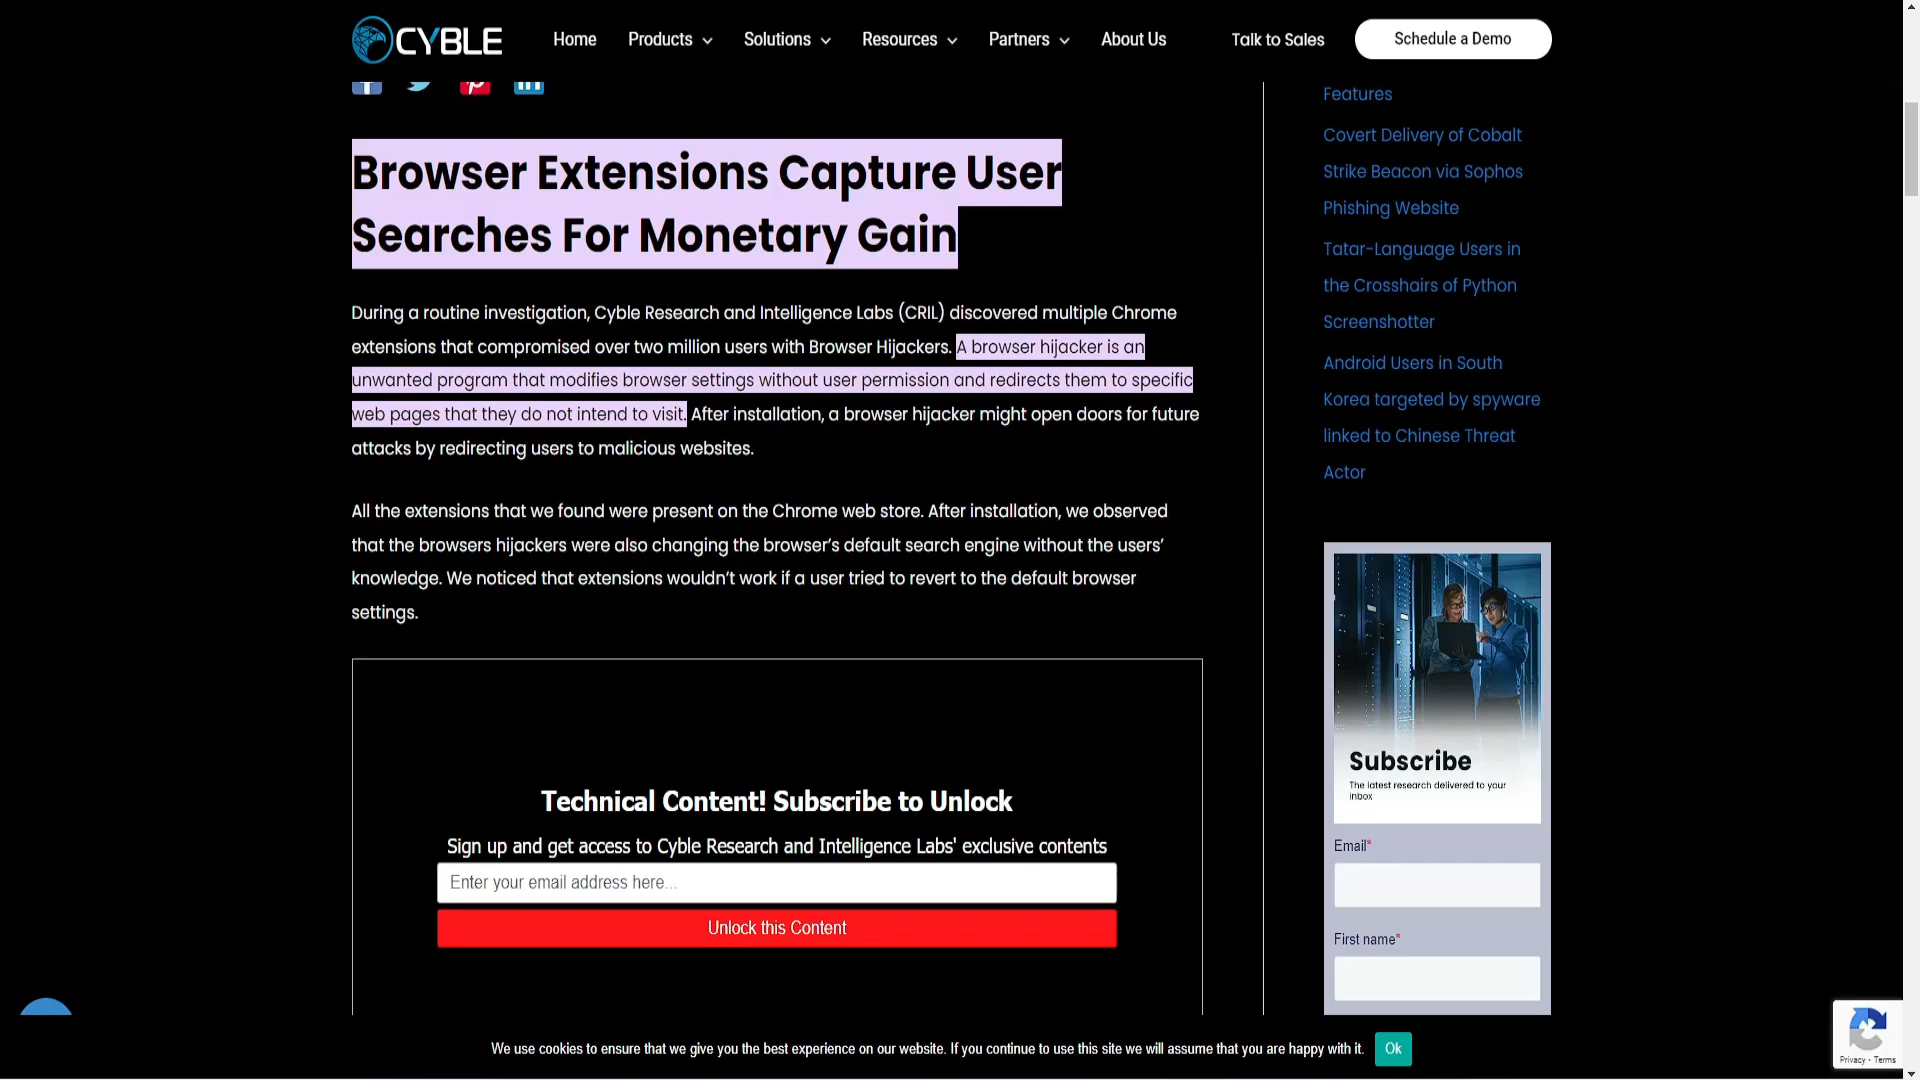 CYBLE
Home
Products
Solutions
Resources
Partners
About Us
Talk to Sales
Schedule a Demo
Browser Extensions Capture User
Searches For Monetary Gain
During a routine investigation, Cyble Research and Intelligence Labs (CRIL) discovered multiple Chrome
extensions that compromised over two million users with Browser Hijackers. A browser hijacker is an
unwanted program that modifies browser settings without user permission and redirects them to specific
web pages that they do not intend to visit. After installation, a browser hijacker might open doors for future
attacks by redirecting users to malicious websites.
All the extensions that we found were present on the Chrome web store. After installation, we observed
that the browsers hijackers were also changing the browser’s default search engine without the users’
knowledge. We noticed that extensions wouldn’t work if a user tried to revert to the default browser
settings.
Technical Content! Subscribe to Unlock
Sign up and get access to Cyble Research and Intelligence Labs' exclusive contents
Enter your email address here...
Unlock this Content
Features
Covert Delivery of Cobalt
Strike Beacon via Sophos
Phishing Website
Tatar-Language Users in
the Crosshairs of Python
Screenshotter
Android Users in South
Korea targeted by spyware
linked to Chinese Threat
Actor
Subscribe
The latest research delivered to your
inbox
Email*
First name*
We use cookies to ensure that we give you the best experience on our website. If you continue to use this site we will assume that you are happy with it.
Ok
Privacy - Terms